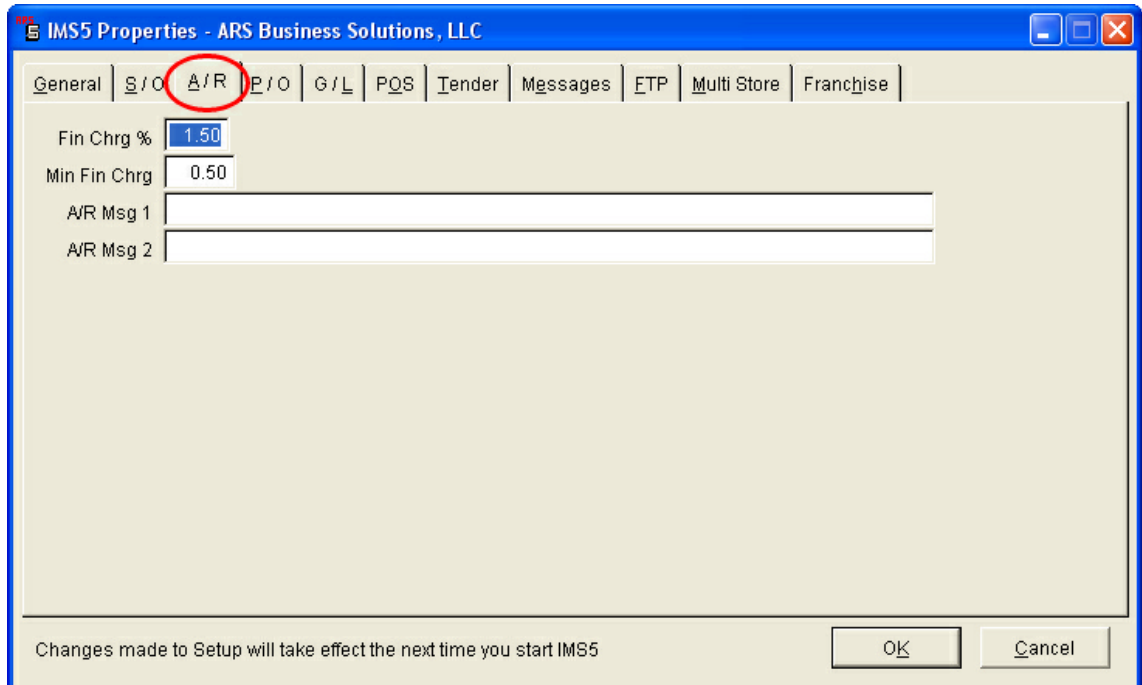 IMS5 Properties - ARS Business Solutions, LLC
General S / O A / R P / O G / L POS Tender Messages FTP Multi Store Franchise
Fin Chrg % 1.50
Min Fin Chrg 0.50
A/R Msg 1
A/R Msg 2
Changes made to Setup will take effect the next time you start IMS5 OK Cancel